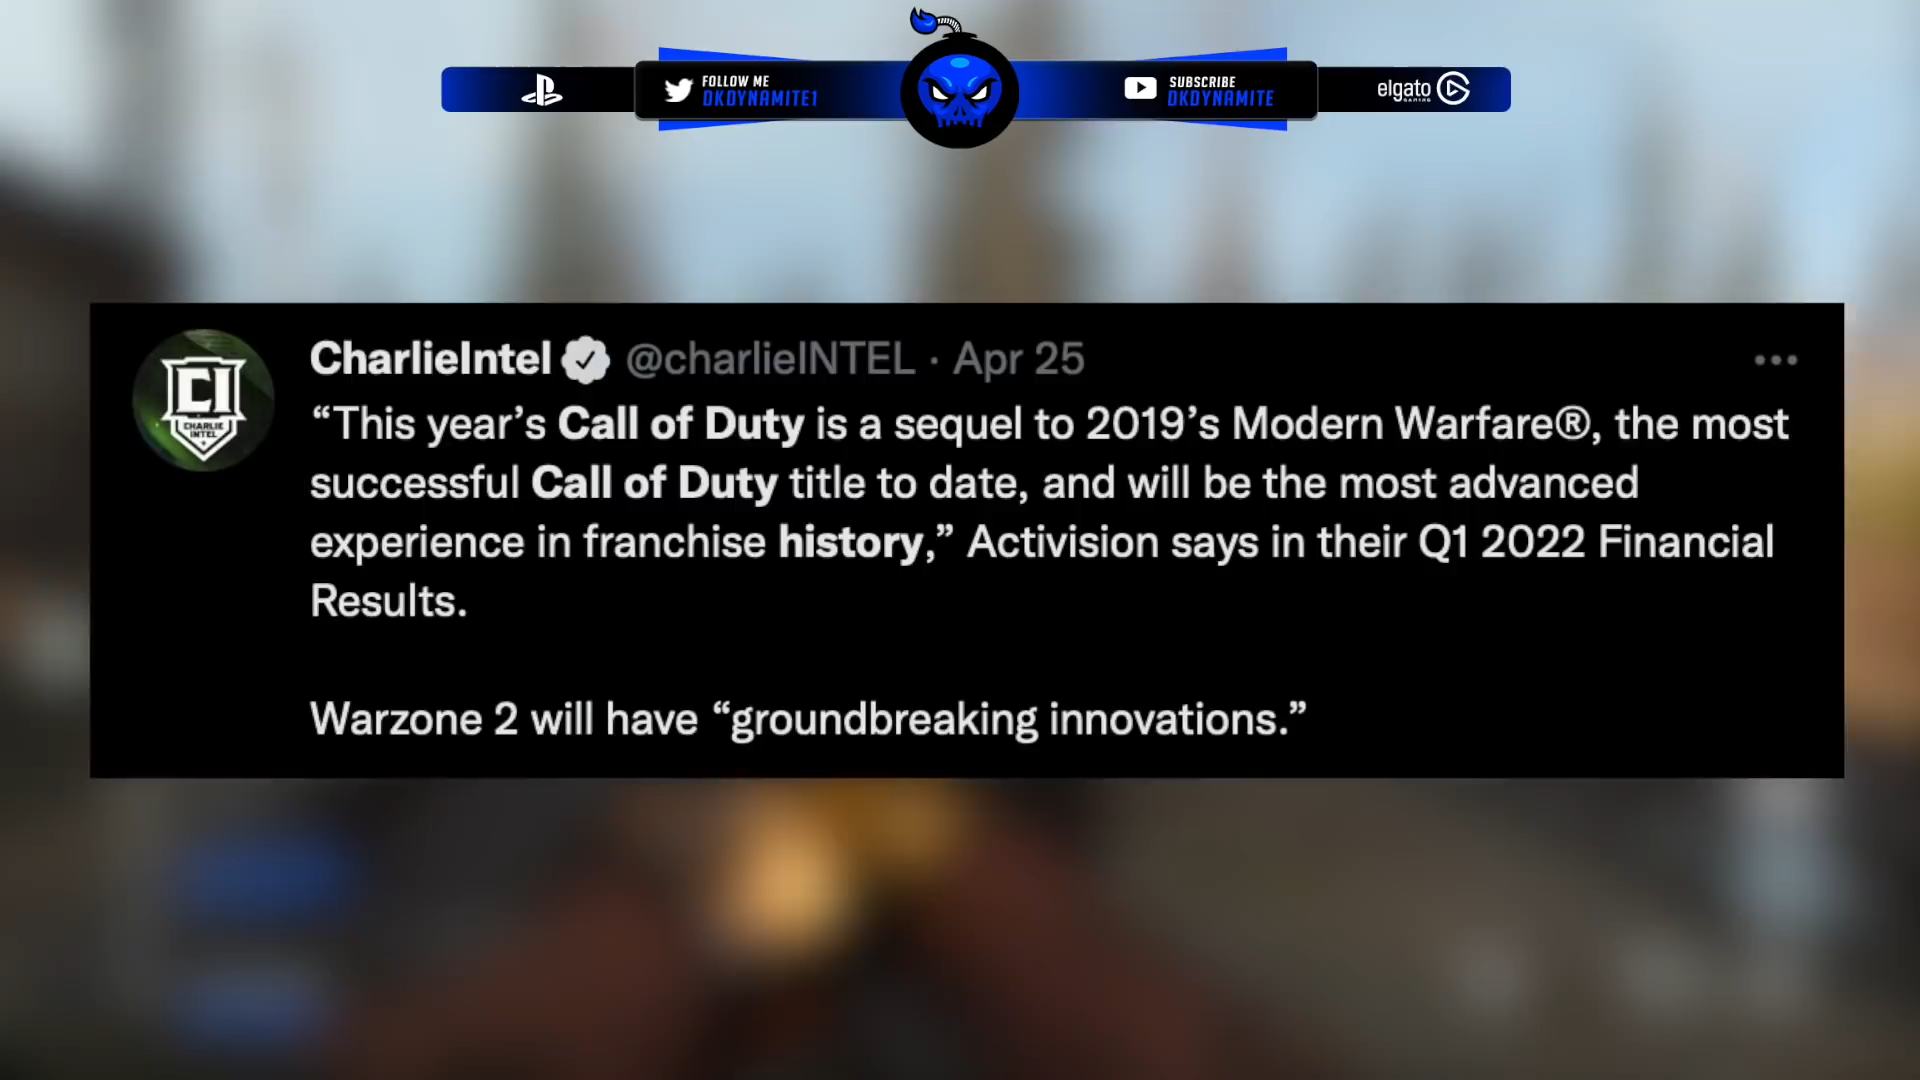 FOLLOW ME
DKDYNAMITE1
SUBSCRIBE
DKDYNAMITE
elgato
GAMING
CharlieIntel @charlieINTEL · Apr 25
CI
CHARLIE
INTEL
“This year’s Call of Duty is a sequel to 2019’s Modern Warfare®, the most
successful Call of Duty title to date, and will be the most advanced
experience in franchise history,” Activision says in their Q1 2022 Financial
Results.
Warzone 2 will have “groundbreaking innovations.”